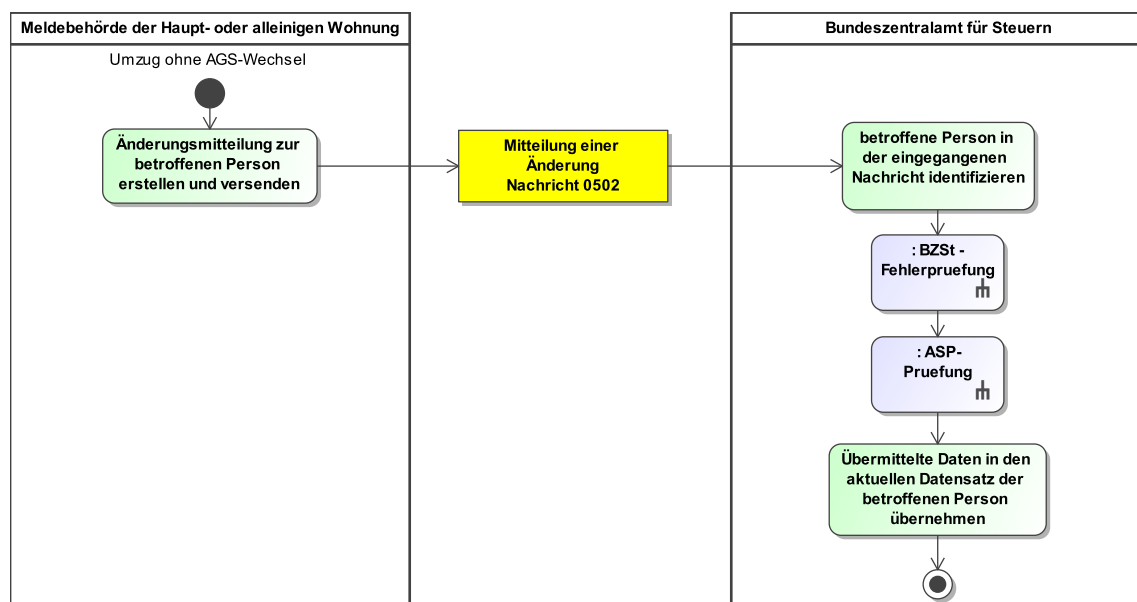 Meldebehörde der Haupt- oder alleinigen Wohnung
Umzug ohne AGS-Wechsel
Änderungsmitteilung zur
betroffenen Person
erstellen und versenden
Mitteilung einer
Änderung
Nachricht 0502
Bundeszentralamt für Steuern
betroffene Person in
der eingegangenen
Nachricht identifizieren
: BZSt -
Fehlerpruefung
: ASP-
Pruefung
Übermittelte Daten in den
aktuellen Datensatz der
betroffenen Person
übernehmen